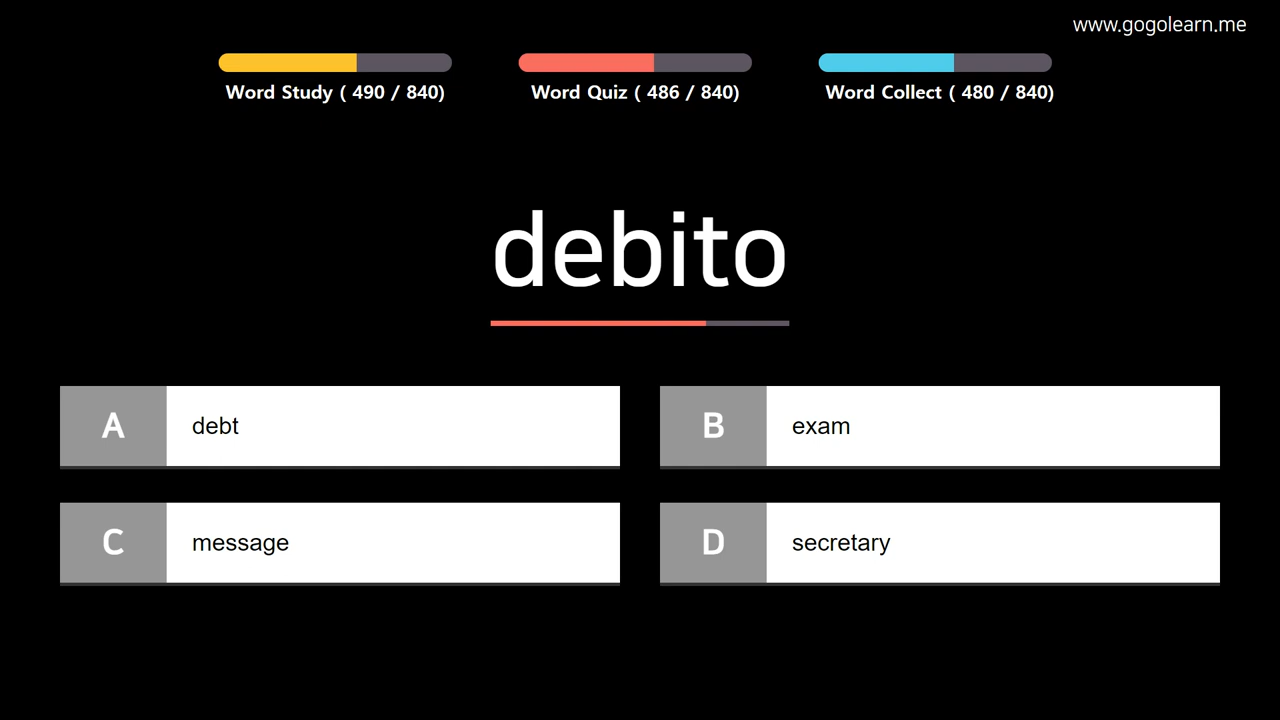 www.gogolearn.me
Word Study ( 490 / 840)
Word Quiz ( 486 / 840)
Word Collect ( 480 / 840)
debito
A debt
B exam
C message
D secretary